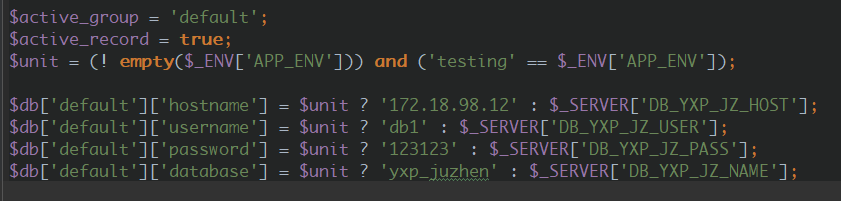 $active_group = 'default';
$active_record = true;
$unit = (! empty($_ENV['APP_ENV'])) and ('testing' == $_ENV['APP_ENV']);
$db['default']['hostname'] = $unit ? '172.18.98.12' : $_SERVER['DB_YXP_JZ_HOST'];
$db['default']['username'] = $unit ? 'db1' : $_SERVER['DB_YXP_JZ_USER'];
$db['default']['password'] = $unit ? '123123' : $_SERVER['DB_YXP_JZ_PASS'];
$db['default']['database'] = $unit ? 'yxp_juzhen' : $_SERVER['DB_YXP_JZ_NAME'];